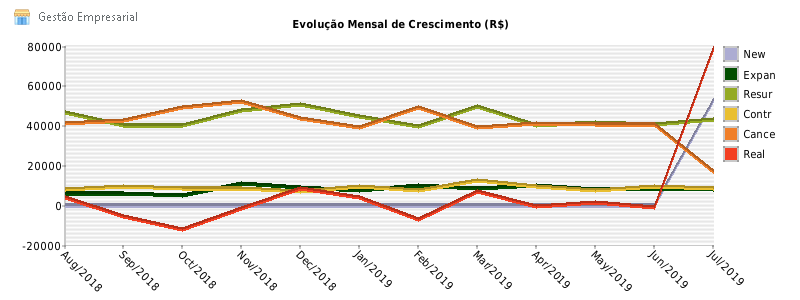 Gestão Empresarial
Evolução Mensal de Crescimento (R$)
80000
60000
40000
20000
0
-20000
Aug/2018
Sep/2018
Oct/2018
Nov/2018
Dec/2018
Jan/2019
Feb/2019
Mar/2019
Apr/2019
May/2019
Jun/2019
Jul/2019
New
Expan
Resur
Contr
Cance
Real